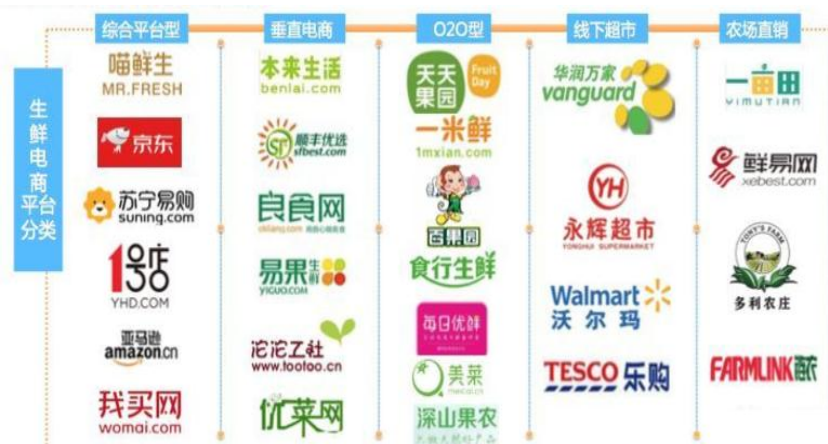 综合平台型
垂直电商
O2O型
线下超市
农场直销
生鲜电商平台分类
喵鲜生
MR.FRESH
京东
苏宁易购
suning.com
1号店
YHD.COM
亚马逊
amazon.cn
我买网
womai.com
本来生活
benlai.com
顺丰优选
sfbest.com
良食网
易果生鲜
YIGUO.COM
沱沱工社
www.tootoo.cn
优菜网
天天果园
Fruit Day
一米鲜
1mxian.com
百果园
食行生鲜
每日优鲜
美菜
深山果农
华润万家
vanguard
YH
永辉超市
YONGHUI SUPERMARKET
Walmart
沃尔玛
TESCO 乐购
一亩田
YIMUTIAN
鲜易网
xebest.com
TONY'S FARM
多利农庄
FARMLINK